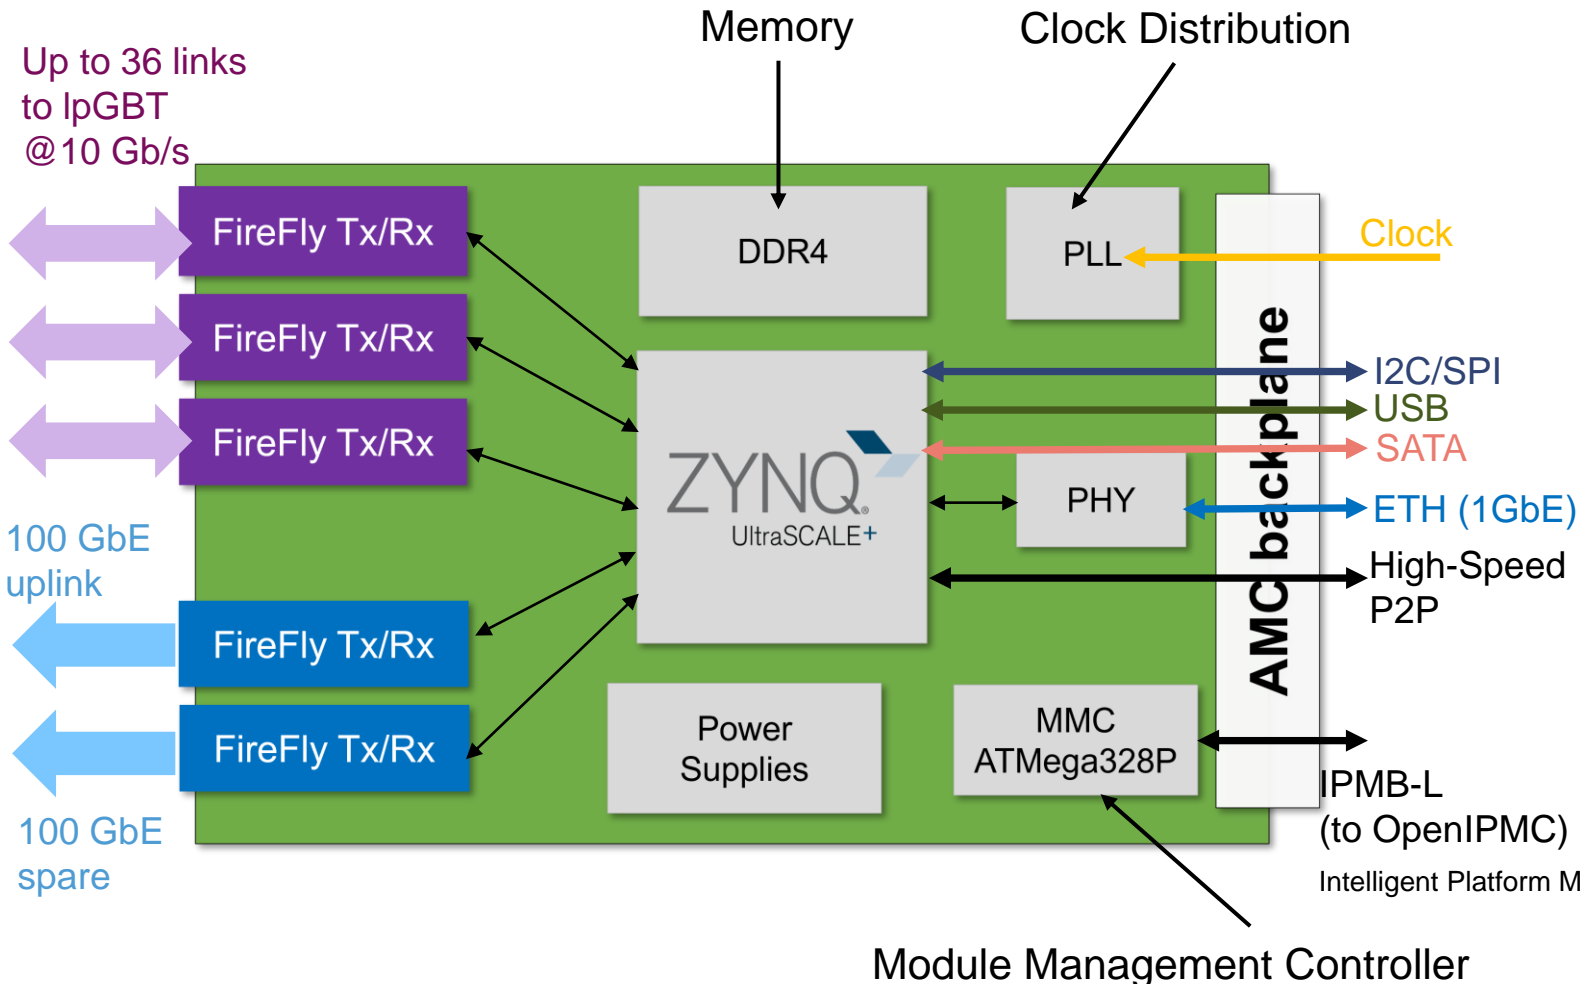 Memory
Clock Distribution
Up to 36 links
to lpGBT
@10 Gb/s
FireFly Tx/Rx
DDR4
PLL
Clock
FireFly Tx/Rx
FireFly Tx/Rx
ZYNQ®
UltraSCALE+
I2C/SPI
USB
SATA
PHY
ETH (1GbE)
High-Speed
P2P
AMC backplane
100 GbE
uplink
FireFly Tx/Rx
FireFly Tx/Rx
100 GbE
spare
Power
Supplies
MMC
ATMega328P
IPMB-L
(to OpenIPMC)
Intelligent Platform M
Module Management Controller